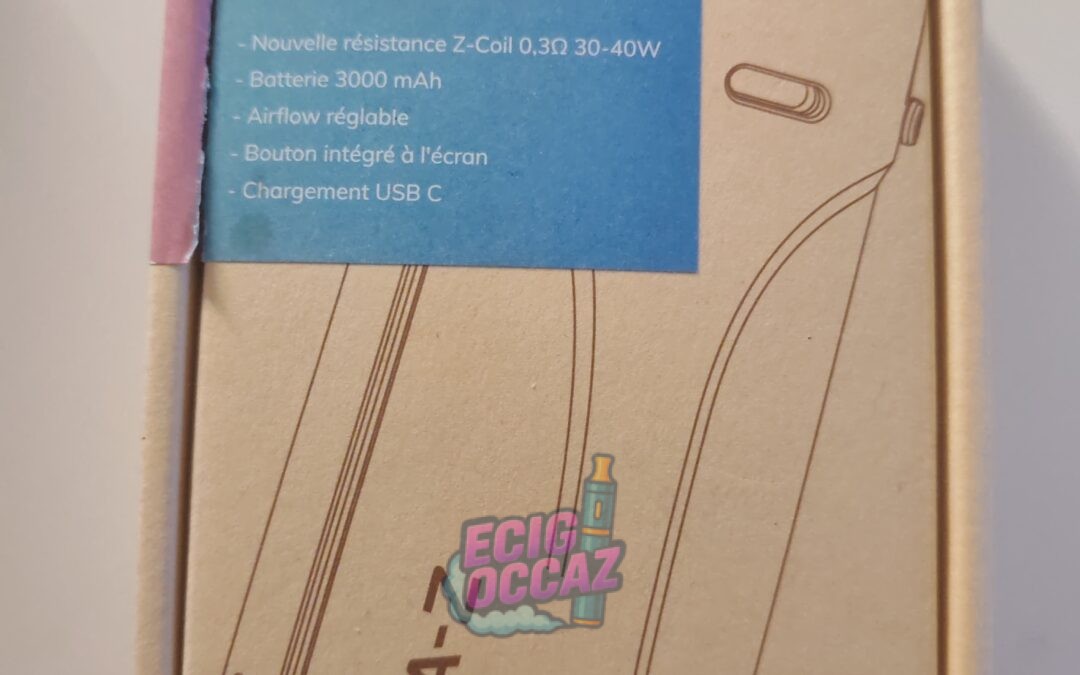 - Nouvelle résistance Z-Coil 0,3Ω 30-40W
- Batterie 3000 mAh
- Airflow réglable
- Bouton intégré à l'écran
- Chargement USB C
ECIG
OCCAZ